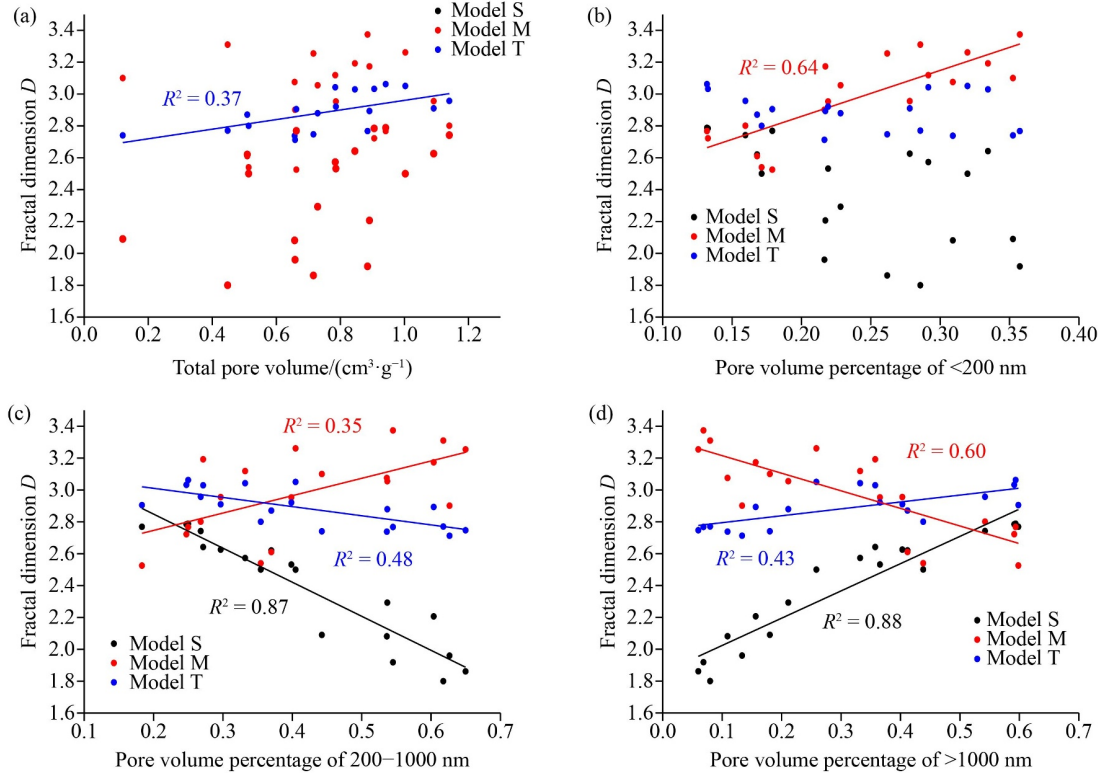 (a)
Model S
Model M
Model T
R² = 0.37
Fractal dimension D
3.4
3.2
3.0
2.8
2.6
2.4
2.2
2.0
1.8
1.6
0.0 0.2 0.4 0.6 0.8 1.0 1.2
Total pore volume/(cm³·g⁻¹)
(b)
R² = 0.64
Model S
Model M
Model T
Fractal dimension D
3.4
3.2
3.0
2.8
2.6
2.4
2.2
2.0
1.8
1.6
0.10 0.15 0.20 0.25 0.30 0.35 0.40
Pore volume percentage of <200 nm
(c)
R² = 0.35
R² = 0.48
R² = 0.87
Model S
Model M
Model T
Fractal dimension D
3.4
3.2
3.0
2.8
2.6
2.4
2.2
2.0
1.8
1.6
0.1 0.2 0.3 0.4 0.5 0.6 0.7
Pore volume percentage of 200−1000 nm
(d)
R² = 0.60
R² = 0.43
R² = 0.88
Model S
Model M
Model T
Fractal dimension D
3.4
3.2
3.0
2.8
2.6
2.4
2.2
2.0
1.8
1.6
0.0 0.1 0.2 0.3 0.4 0.5 0.6 0.7
Pore volume percentage of >1000 nm